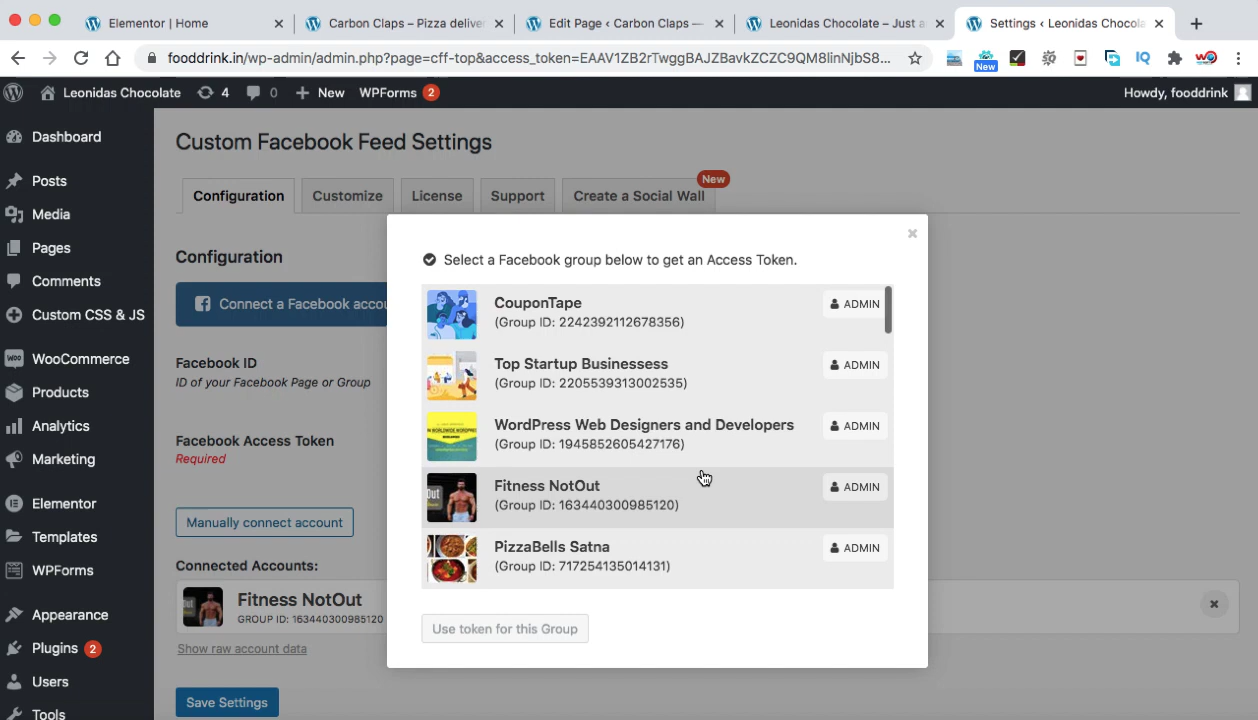 Elementor | Home
Carbon Claps – Pizza deliver
Edit Page ‹ Carbon Claps —
Leonidas Chocolate – Just a
Settings ‹ Leonidas Chocola
fooddrink.in/wp-admin/admin.php?page=cff-top&access_token=EAAV1ZB2rTwggBAJZBavkZCZC9QM8linNjbS8...
New
IQ
Leonidas Chocolate
4
0
New
WPForms 2
Howdy, fooddrink
Dashboard
Posts
Media
Pages
Comments
Custom CSS & JS
WooCommerce
Products
Analytics
Marketing
Elementor
Templates
WPForms
Appearance
Plugins 2
Users
Tools
Custom Facebook Feed Settings
Configuration
Customize
License
Support
Create a Social Wall
New
Configuration
Connect a Facebook accou
Facebook ID
ID of your Facebook Page or Group
Facebook Access Token
Required
Manually connect account
Connected Accounts:
Fitness NotOut
GROUP ID: 163440300985120
Show raw account data
Save Settings
Select a Facebook group below to get an Access Token.
CouponTape
(Group ID: 2242392112678356)
ADMIN
Top Startup Businessess
(Group ID: 2205539313002535)
ADMIN
WordPress Web Designers and Developers
(Group ID: 1945852605427176)
ADMIN
Fitness NotOut
(Group ID: 163440300985120)
ADMIN
PizzaBells Satna
(Group ID: 717254135014131)
ADMIN
Use token for this Group